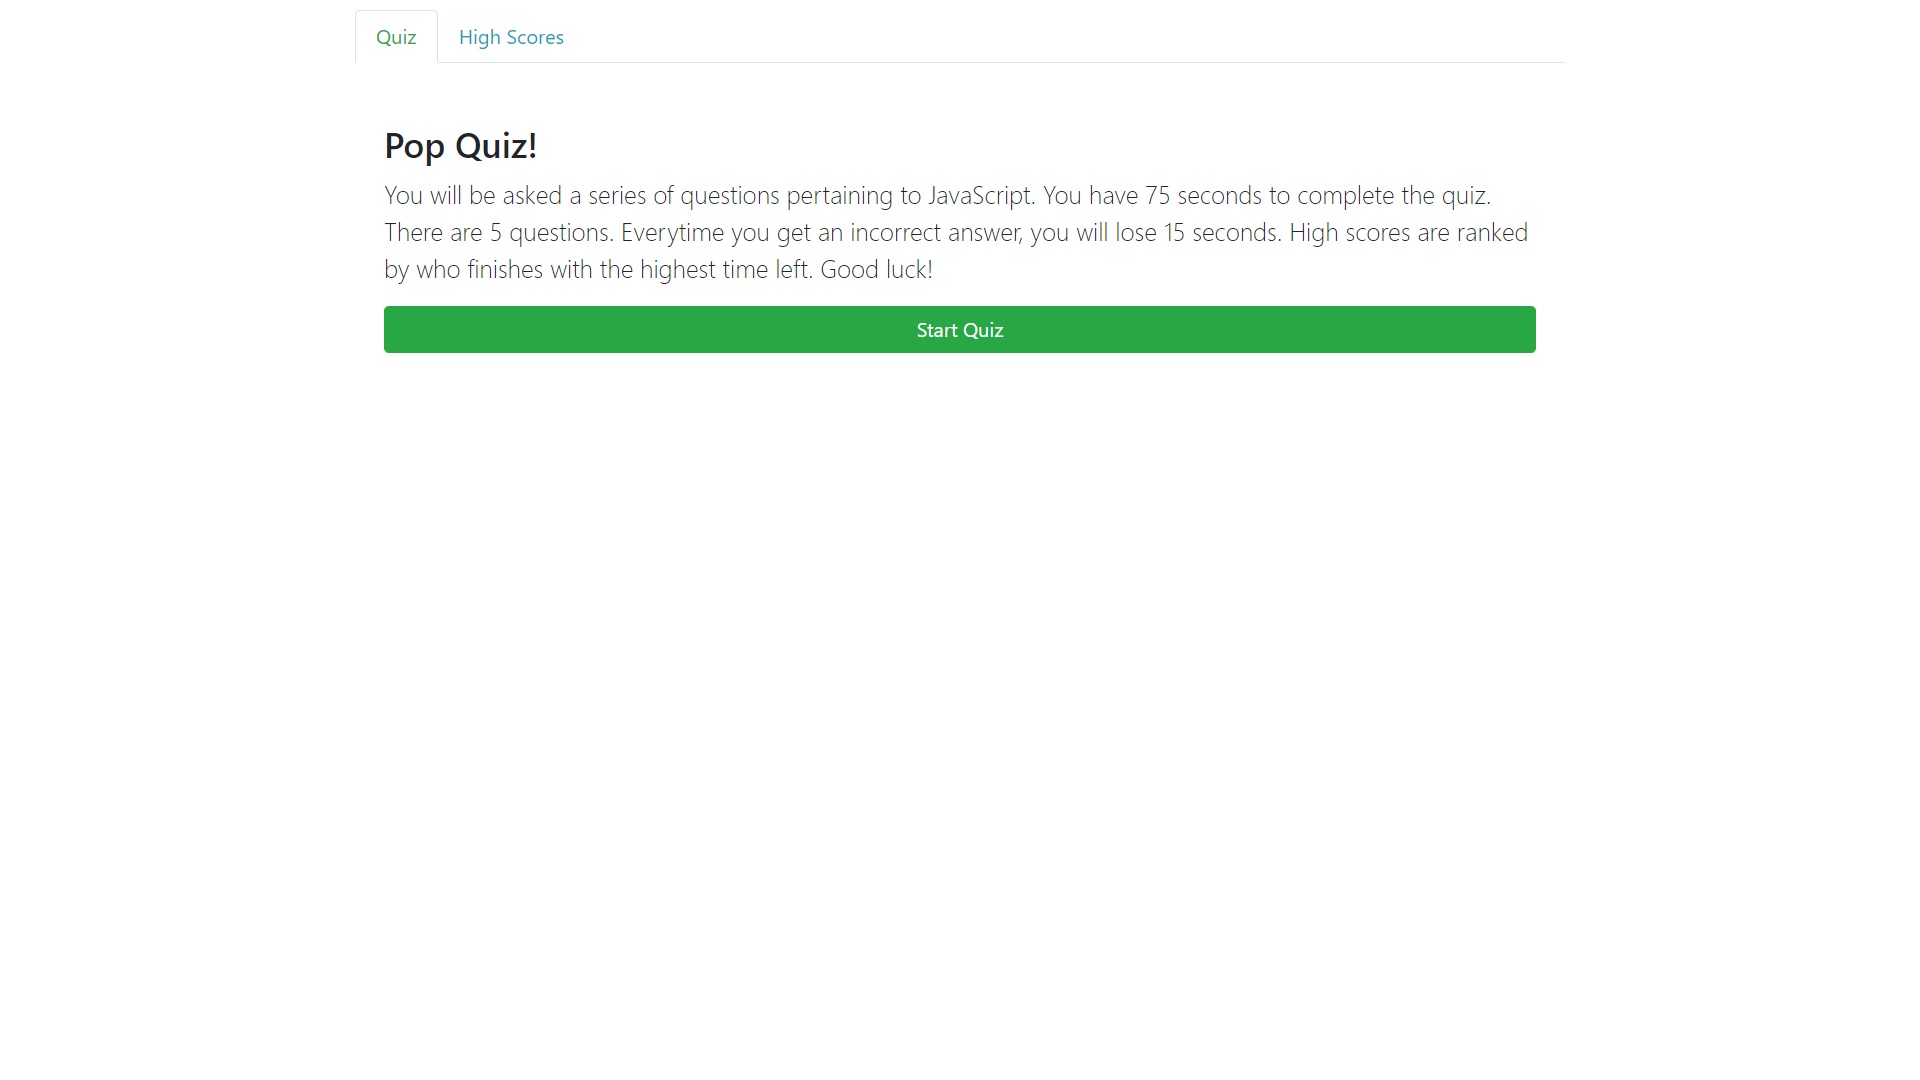 Quiz
High Scores
Pop Quiz!
You will be asked a series of questions pertaining to JavaScript. You have 75 seconds to complete the quiz.
There are 5 questions. Everytime you get an incorrect answer, you will lose 15 seconds. High scores are ranked
by who finishes with the highest time left. Good luck!
Start Quiz